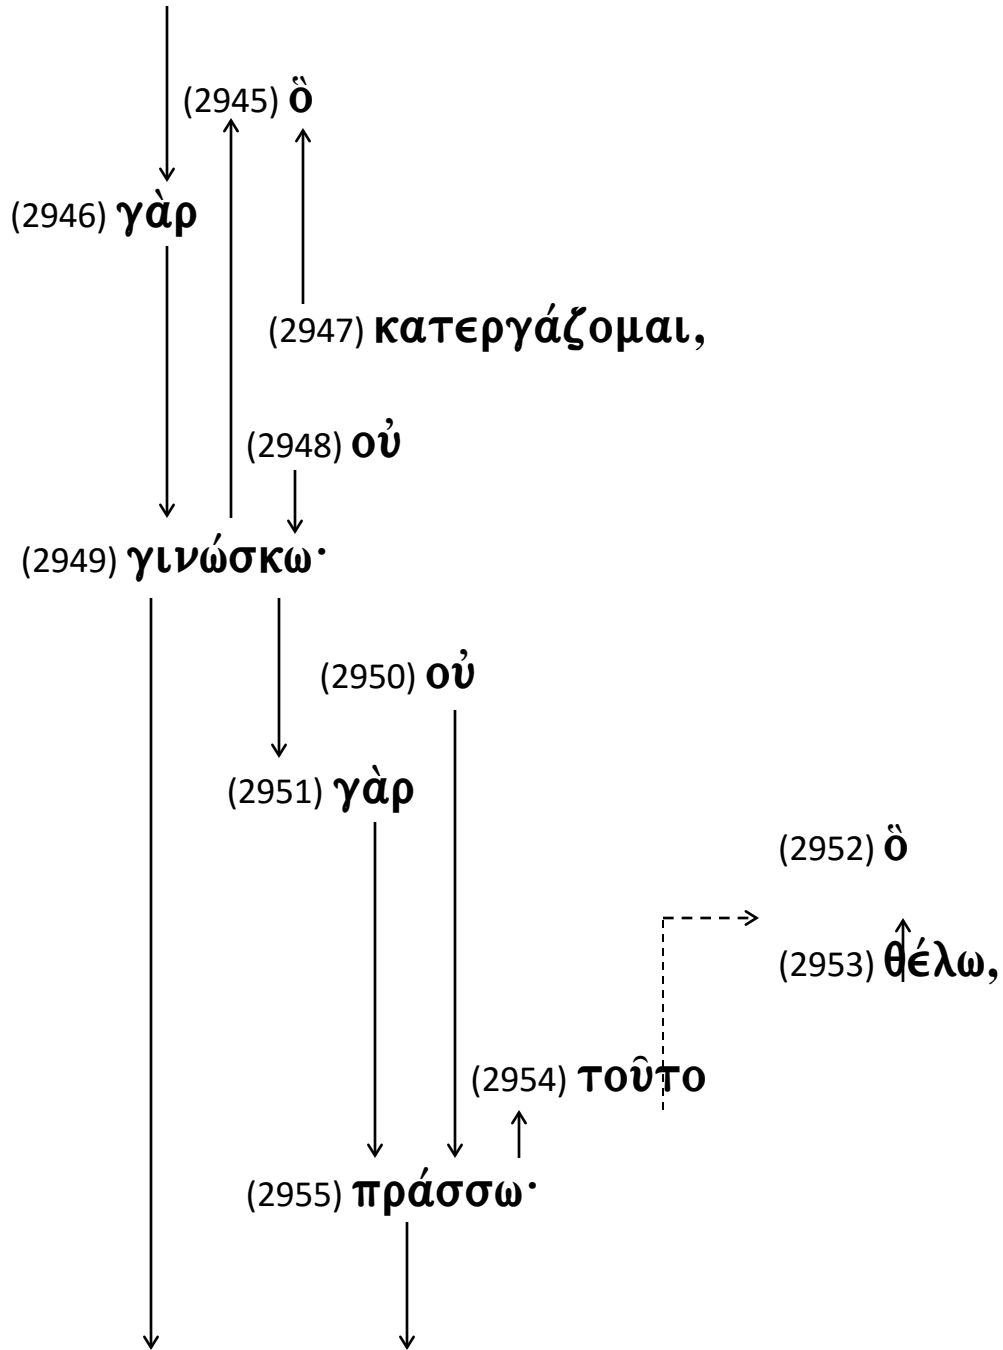 (2945) ὃ
(2946) γὰρ
(2947) κατεργάζομαι,
(2948) οὐ
(2949) γινώσκω·
(2950) οὐ
(2951) γὰρ
(2952) ὃ
(2953) θέλω,
(2954) τοῦτο
(2955) πράσσω·